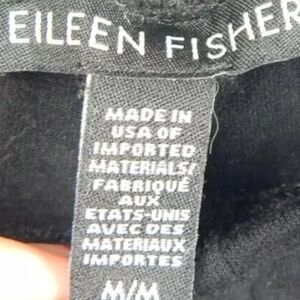 EILEEN FISHER
MADE IN
USA OF
IMPORTED
MATERIALS/
FABRIQUÉ
AUX
ETATS-UNIS
AVEC DES
MATERIAUX
IMPORTES
M/M